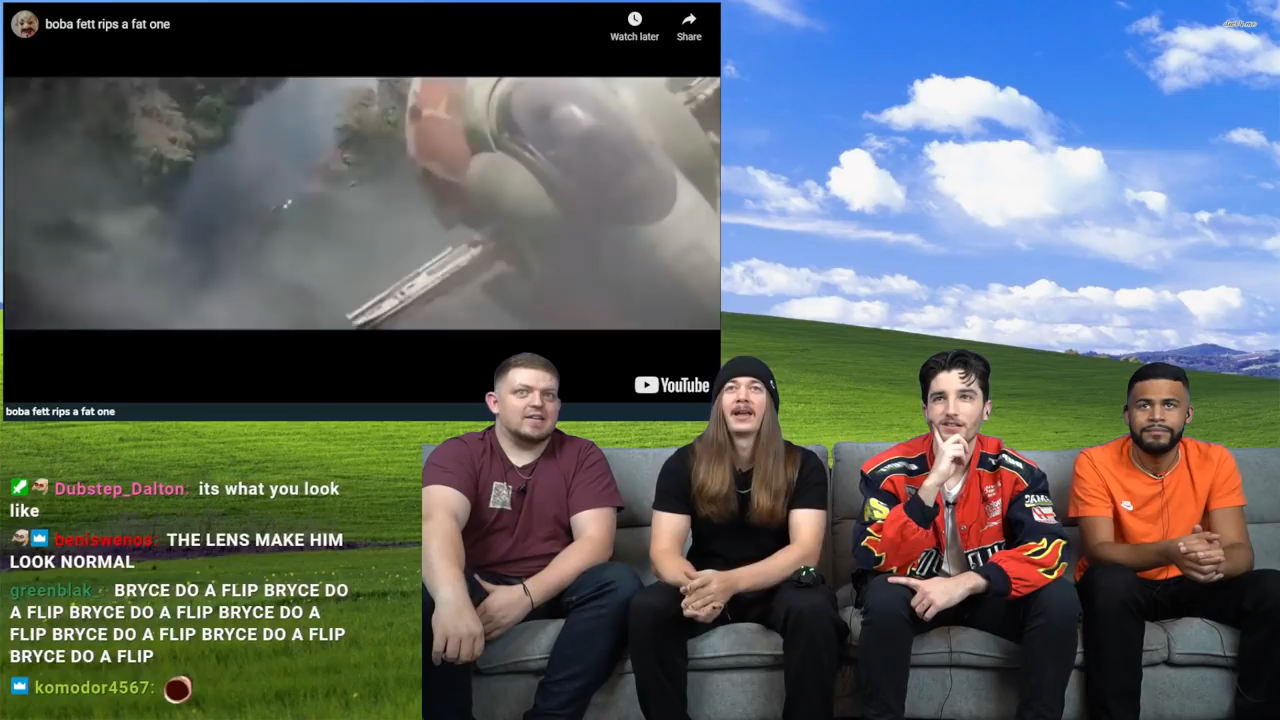 boba fett rips a fat one
Watch later
Share
YouTube
boba fett rips a fat one
Dubstep_Dalton: its what you look
like
beniswenos: THE LENS MAKE HIM
LOOK NORMAL
greenblak_: BRYCE DO A FLIP BRYCE DO
A FLIP BRYCE DO A FLIP BRYCE DO A
FLIP BRYCE DO A FLIP BRYCE DO A FLIP
BRYCE DO A FLIP
komodor4567: